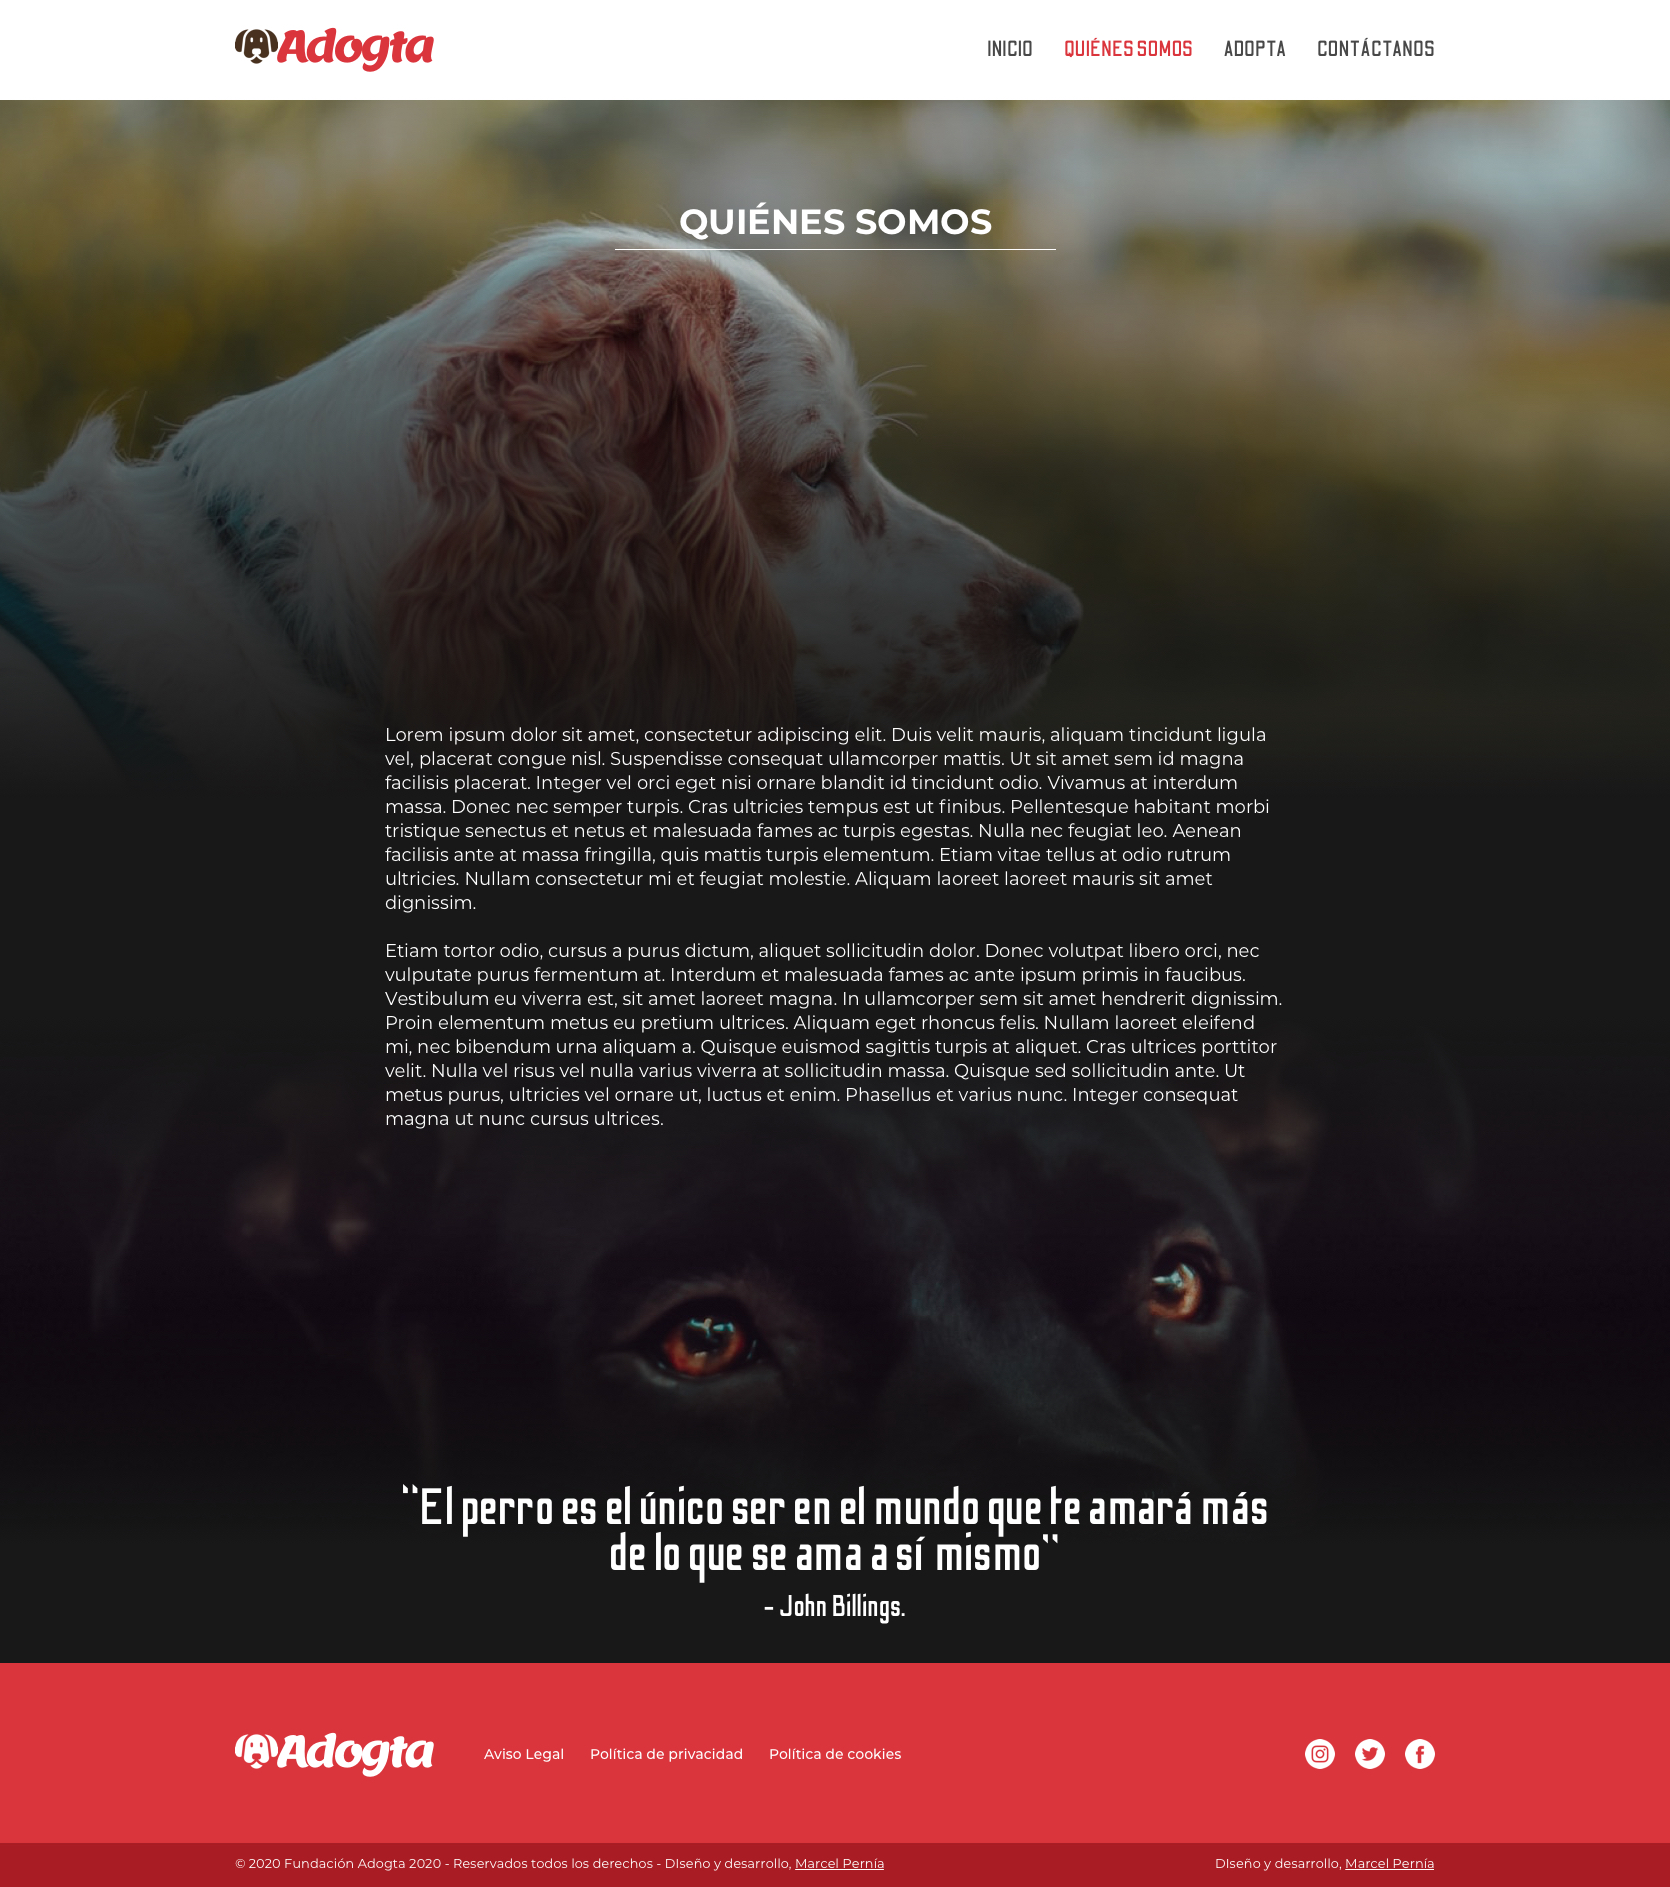 Adogta
INICIO QUIÉNES SOMOS ADOPTA CONTÁCTANOS
QUIÉNES SOMOS
Lorem ipsum dolor sit amet, consectetur adipiscing elit. Duis velit mauris, aliquam tincidunt ligula
vel, placerat congue nisl. Suspendisse consequat ullamcorper mattis. Ut sit amet sem id magna
facilisis placerat. Integer vel orci eget nisi ornare blandit id tincidunt odio. Vivamus at interdum
massa. Donec nec semper turpis. Cras ultricies tempus est ut finibus. Pellentesque habitant morbi
tristique senectus et netus et malesuada fames ac turpis egestas. Nulla nec feugiat leo. Aenean
facilisis ante at massa fringilla, quis mattis turpis elementum. Etiam vitae tellus at odio rutrum
ultricies. Nullam consectetur mi et feugiat molestie. Aliquam laoreet laoreet mauris sit amet
dignissim.
Etiam tortor odio, cursus a purus dictum, aliquet sollicitudin dolor. Donec volutpat libero orci, nec
vulputate purus fermentum at. Interdum et malesuada fames ac ante ipsum primis in faucibus.
Vestibulum eu viverra est, sit amet laoreet magna. In ullamcorper sem sit amet hendrerit dignissim.
Proin elementum metus eu pretium ultrices. Aliquam eget rhoncus felis. Nullam laoreet eleifend
mi, nec bibendum urna aliquam a. Quisque euismod sagittis turpis at aliquet. Cras ultrices porttitor
velit. Nulla vel risus vel nulla varius viverra at sollicitudin massa. Quisque sed sollicitudin ante. Ut
metus purus, ultricies vel ornare ut, luctus et enim. Phasellus et varius nunc. Integer consequat
magna ut nunc cursus ultrices.
"El perro es el único ser en el mundo que te amará más
de lo que se ama a sí mismo"
- John Billings.
Adogta
Aviso Legal Política de privacidad Política de cookies
© 2020 Fundación Adogta 2020 - Reservados todos los derechos - DIseño y desarrollo, Marcel Pernía
DIseño y desarrollo, Marcel Pernía